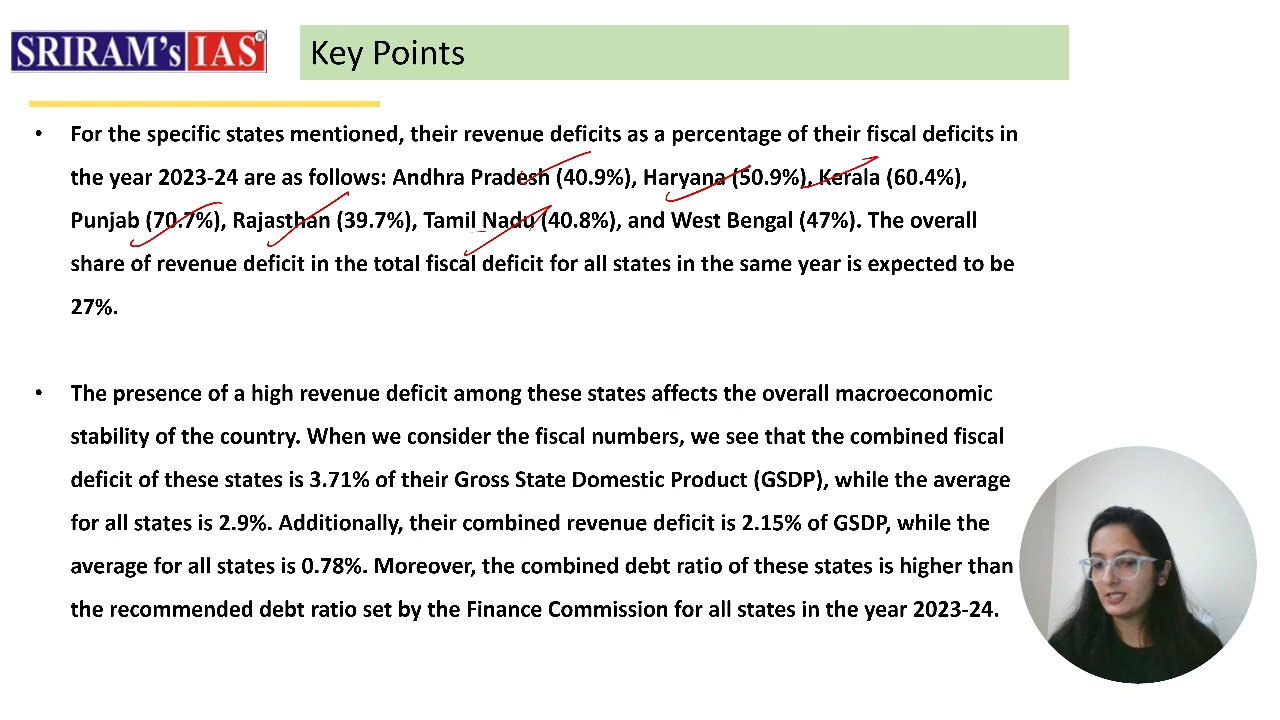 SRIRAM's IAS®
Key Points
• For the specific states mentioned, their revenue deficits as a percentage of their fiscal deficits in
the year 2023-24 are as follows: Andhra Pradesh (40.9%), Haryana (50.9%), Kerala (60.4%),
Punjab (70.7%), Rajasthan (39.7%), Tamil Nadu (40.8%), and West Bengal (47%). The overall
share of revenue deficit in the total fiscal deficit for all states in the same year is expected to be
27%.
• The presence of a high revenue deficit among these states affects the overall macroeconomic
stability of the country. When we consider the fiscal numbers, we see that the combined fiscal
deficit of these states is 3.71% of their Gross State Domestic Product (GSDP), while the average
for all states is 2.9%. Additionally, their combined revenue deficit is 2.15% of GSDP, while the
average for all states is 0.78%. Moreover, the combined debt ratio of these states is higher than
the recommended debt ratio set by the Finance Commission for all states in the year 2023-24.